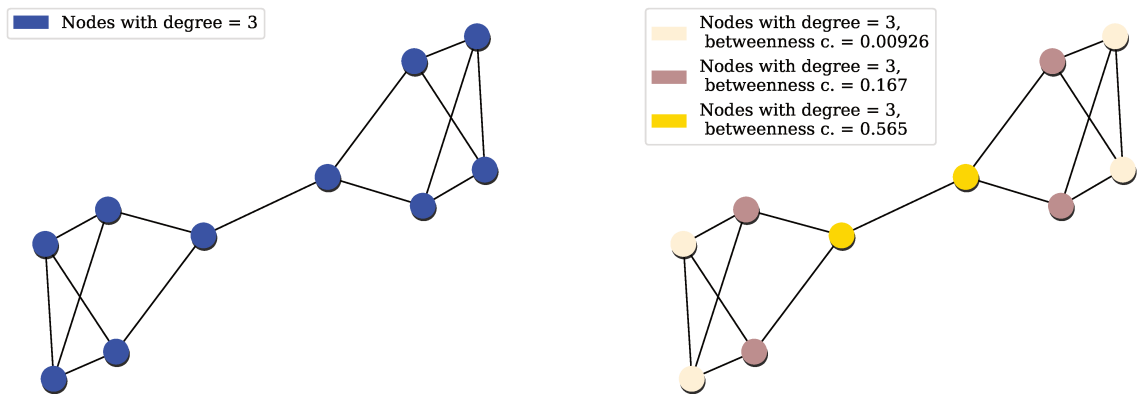 Nodes with degree = 3
Nodes with degree = 3,
betweenness c. = 0.00926
Nodes with degree = 3,
betweenness c. = 0.167
Nodes with degree = 3,
betweenness c. = 0.565